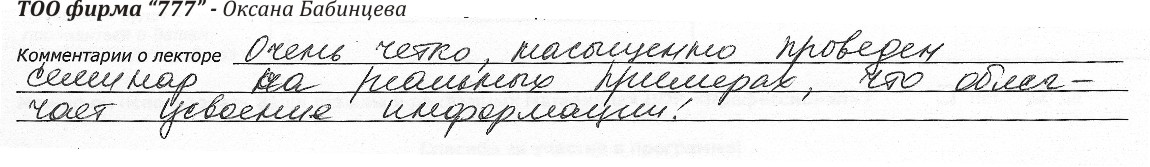 ТОО фирма “777” - Оксана Бабинцева
Комментарии о лекторе Очень четко, насыщенно проведен
семинар на реальных примерах, что облег-
чает усвоение информации!